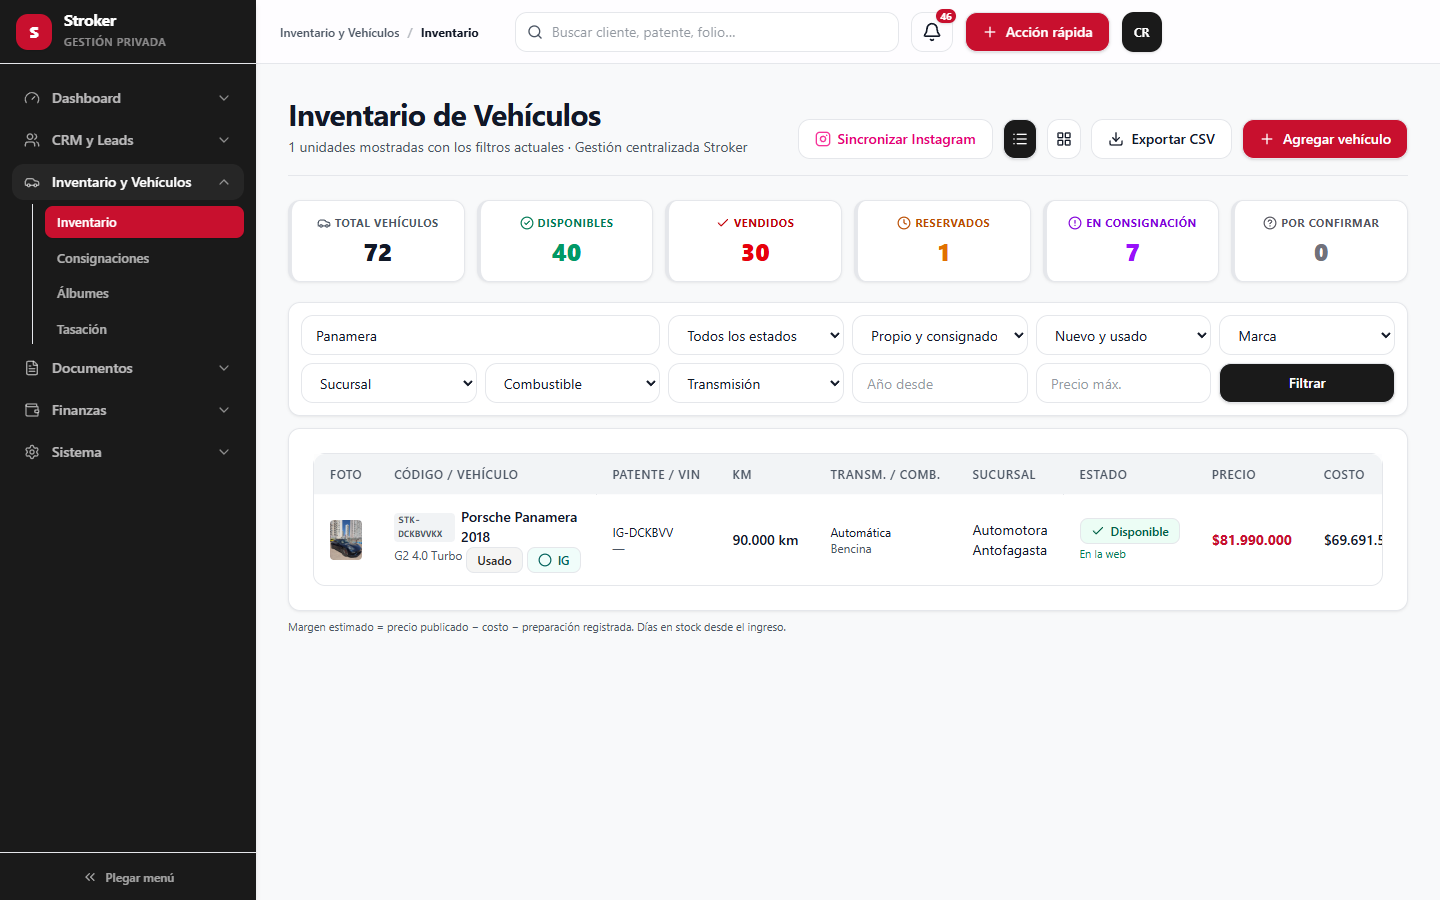 S
Stroker
GESTIÓN PRIVADA
Dashboard
CRM y Leads
Inventario y Vehículos
Inventario
Consignaciones
Álbumes
Tasación
Documentos
Finanzas
Sistema
Plegar menú
Inventario y Vehículos / Inventario
Buscar cliente, patente, folio...
46
Acción rápida
CR
Inventario de Vehículos
1 unidades mostradas con los filtros actuales · Gestión centralizada Stroker
Sincronizar Instagram
Exportar CSV
Agregar vehículo
TOTAL VEHÍCULOS
72
DISPONIBLES
40
VENDIDOS
30
RESERVADOS
1
EN CONSIGNACIÓN
7
POR CONFIRMAR
0
Panamera
Todos los estados
Propio y consignado
Nuevo y usado
Marca
Sucursal
Combustible
Transmisión
Año desde
Precio máx.
Filtrar
FOTO CÓDIGO / VEHÍCULO PATENTE / VIN KM TRANSM. / COMB. SUCURSAL ESTADO PRECIO COSTO
STK-
DCKBVVKX
Porsche Panamera
2018
G2 4.0 Turbo
Usado
IG
IG-DCKBVV
—
90.000 km
Automática
Bencina
Automotora
Antofagasta
Disponible
En la web
$81.990.000
$69.691.5
Margen estimado = precio publicado − costo − preparación registrada. Días en stock desde el ingreso.